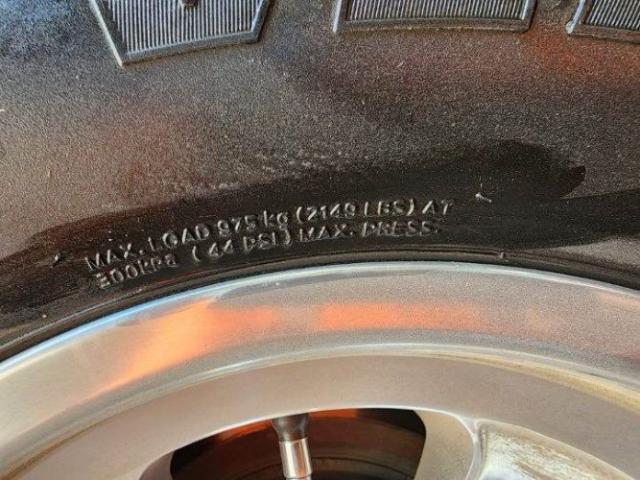 MAX. LOAD 975 kg (2149 LBS) AT
300kPa (44 PSI) MAX. PRESS.